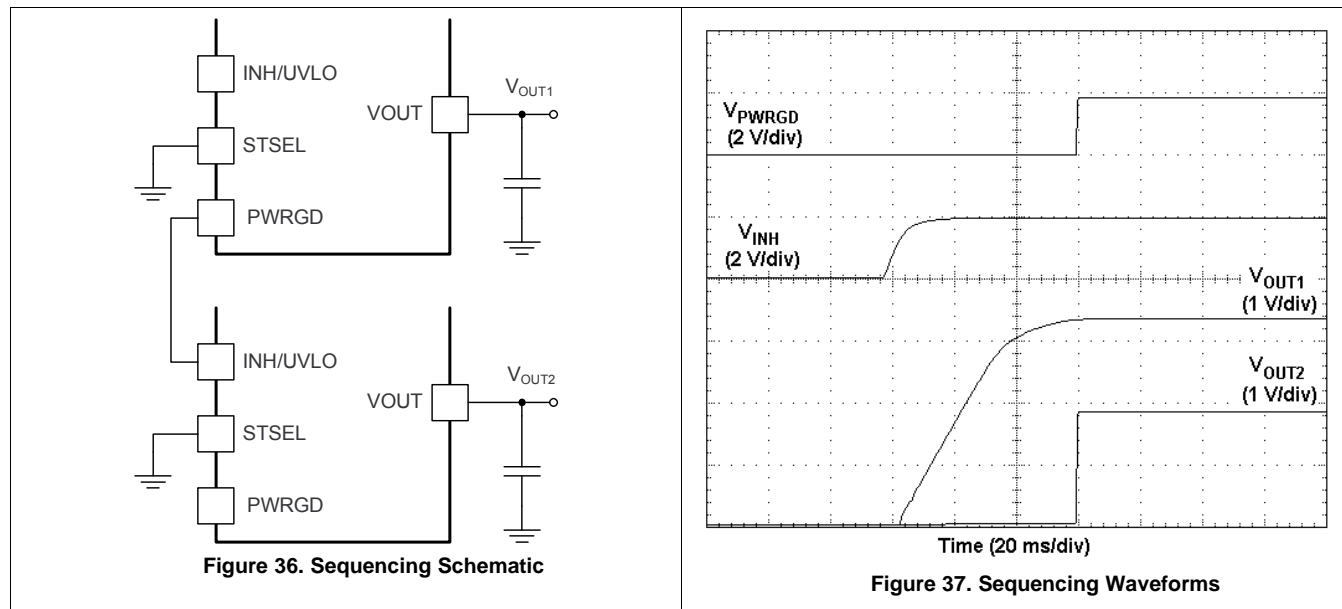 INH/UVLO
STSEL
PWRGD
VOUT
VOUT1
INH/UVLO
STSEL
PWRGD
VOUT
VOUT2
Figure 36. Sequencing Schematic
VPWRGD
(2 V/div)
VINH
(2 V/div)
VOUT1
(1 V/div)
VOUT2
(1 V/div)
Time (20 ms/div)
Figure 37. Sequencing Waveforms